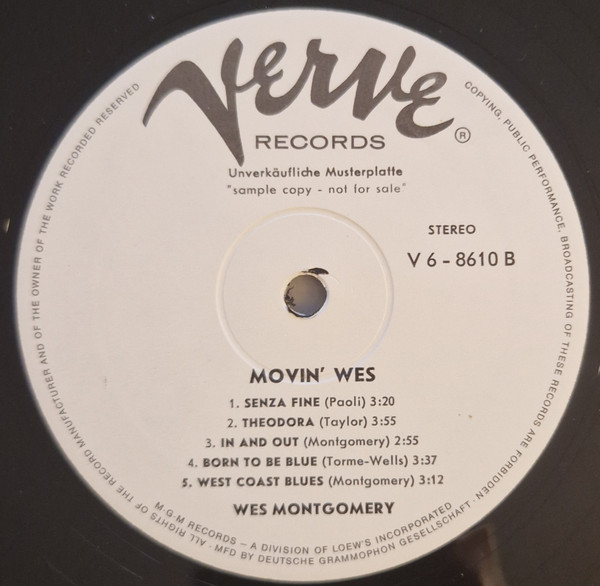 Verve
RECORDS
®
Unverkäufliche Musterplatte
"sample copy - not for sale"
STEREO
V 6 - 8610 B
MOVIN' WES
1. SENZA FINE (Paoli) 3:20
2. THEODORA (Taylor) 3:55
3. IN AND OUT (Montgomery) 2:55
4. BORN TO BE BLUE (Torme-Wells) 3:37
5. WEST COAST BLUES (Montgomery) 3:12
WES MONTGOMERY
M·G·M RECORDS – A DIVISION OF LOEW'S INCORPORATED
· ALL RIGHTS OF THE RECORD MANUFACTURER AND OF THE OWNER OF THE WORK RECORDED RESERVED
COPYING, PUBLIC PERFORMANCE, BROADCASTING OF THESE RECORDS ARE FORBIDDEN
· MFD BY DEUTSCHE GRAMMOPHON GESELLSCHAFT ·